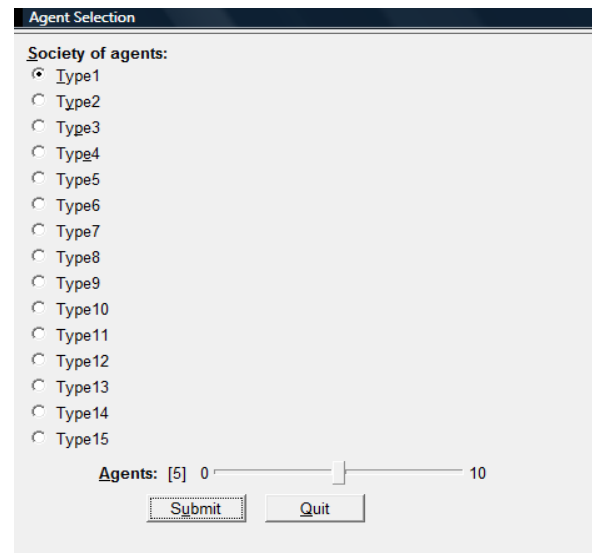 Agent Selection
Society of agents:
Type1
Type2
Type3
Type4
Type5
Type6
Type7
Type8
Type9
Type10
Type11
Type12
Type13
Type14
Type15
Agents: [5] 0 10
Submit Quit